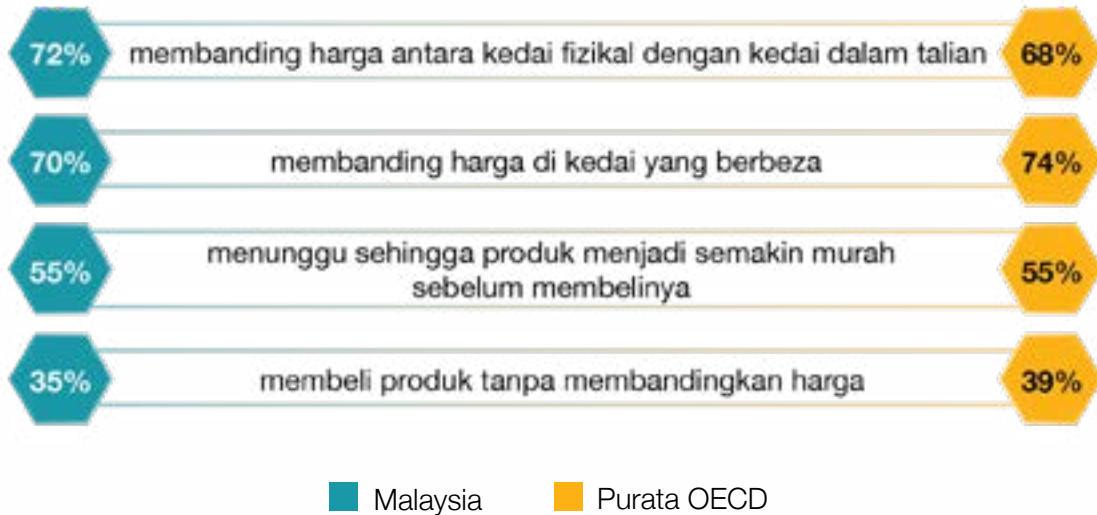 72% membanding harga antara kedai fizikal dengan kedai dalam talian 68%
70% membanding harga di kedai yang berbeza 74%
menunggu sehingga produk menjadi semakin murah
55% sebelum membelinya 55%
35% membeli produk tanpa membandingkan harga 39%
Malaysia Purata OECD